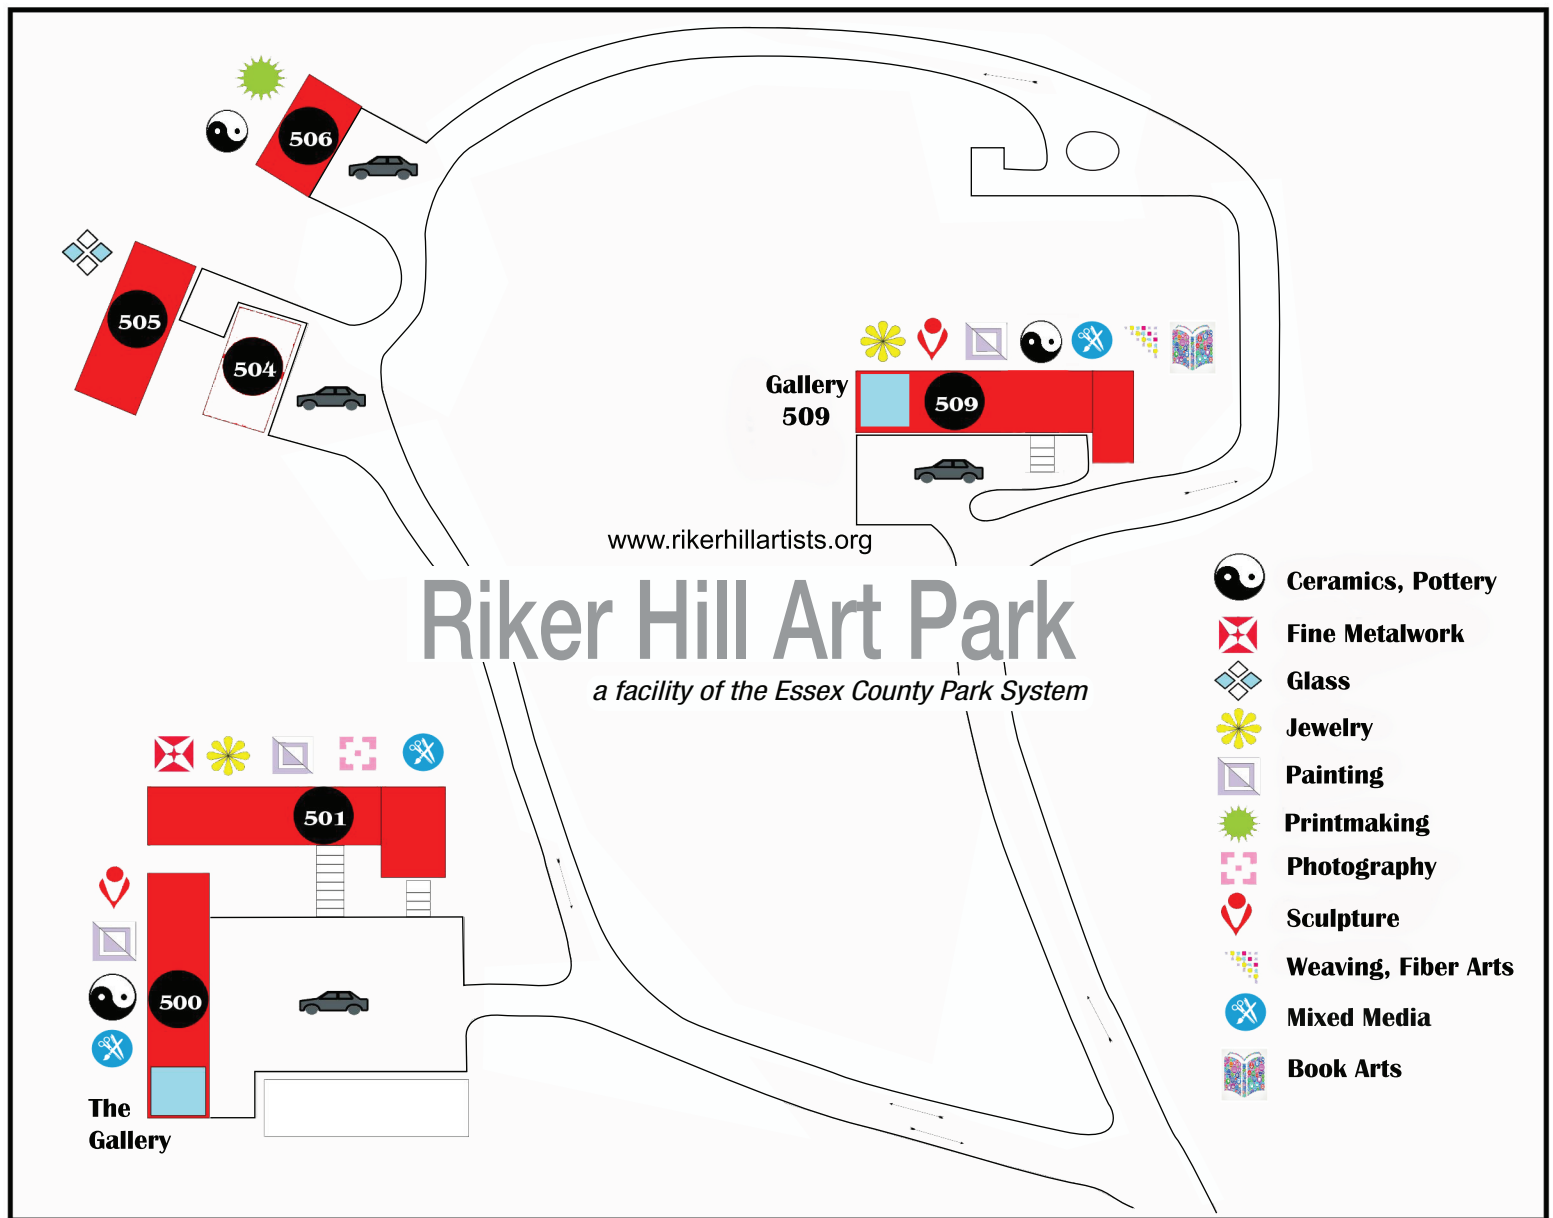 506
505
504
Gallery
509
509
www.rikerhillartists.org
Riker Hill Art Park
a facility of the Essex County Park System
Ceramics, Pottery
Fine Metalwork
Glass
Jewelry
Painting
Printmaking
Photography
Sculpture
Weaving, Fiber Arts
Mixed Media
Book Arts
501
500
The
Gallery